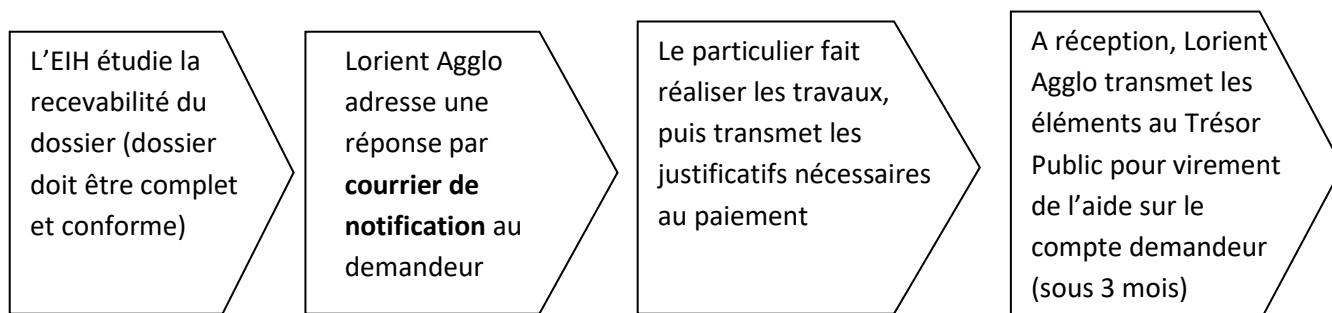 L’EIH étudie la
recevabilité du
dossier (dossier
doit être complet
et conforme)
Lorient Agglo
adresse une
réponse par
courrier de
notification au
demandeur
Le particulier fait
réaliser les travaux,
puis transmet les
justificatifs nécessaires
au paiement
A réception, Lorient
Agglo transmet les
éléments au Trésor
Public pour virement
de l’aide sur le
compte demandeur
(sous 3 mois)